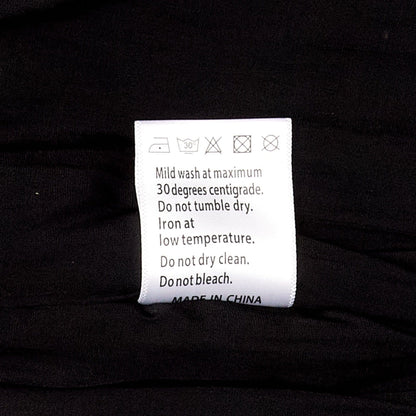 30
Mild wash at maximum
30 degrees centigrade.
Do not tumble dry.
Iron at
low temperature.
Do not dry clean.
Do not bleach.
MADE IN CHINA